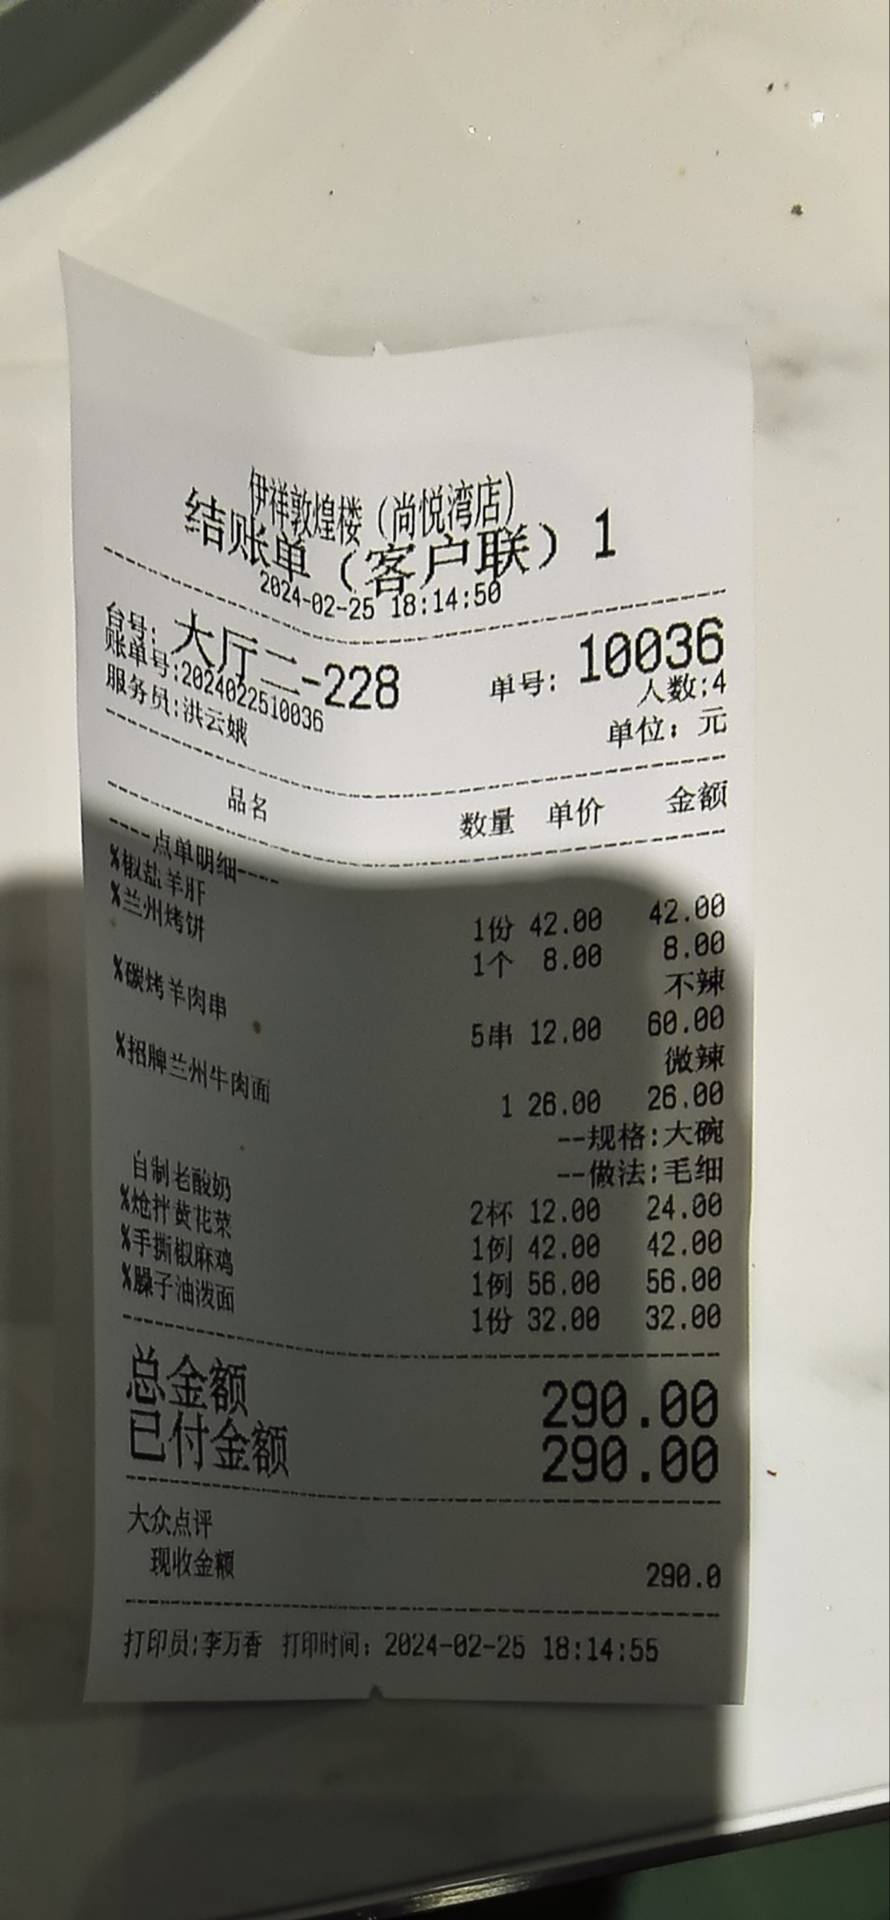 伊祥敦煌楼（尚悦湾店）
结账单（客户联）1
2024-02-25 18:14:50
台号：大厅二-228 单号：10036
账单号:2024022510036 人数:4
服务员:洪云娥 单位：元
品名 数量 单价 金额
----点单明细----
%椒盐羊肝 1份 42.00 42.00
%兰州烤饼 1个 8.00 8.00
不辣
%碳烤羊肉串 5串 12.00 60.00
微辣
%招牌兰州牛肉面 1 26.00 26.00
--规格:大碗
--做法:毛细
自制老酸奶 2杯 12.00 24.00
%炝拌黄花菜 1例 42.00 42.00
%手撕椒麻鸡 1例 56.00 56.00
%臊子油泼面 1份 32.00 32.00
总金额 290.00
已付金额 290.00
大众点评
现收金额 290.0
打印员:李万香 打印时间：2024-02-25 18:14:55